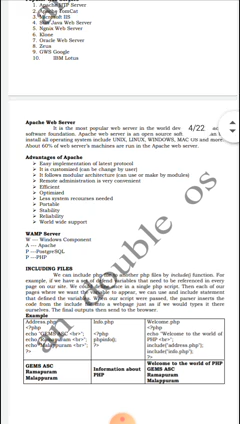 1. Apache HTTP Server
2. Apache TomCat
3. Microsoft IIS
4. Sun Java Web Server
5. Nginx Web Server
6. Klone
7. Oracle Web Server
8. Zeus
9. GWS Google
10. IBM Lotus
4/22
Apache Web Server
It is the most popular web server in the world
software foundation. Apache web server is an open source
install all operating system include UNIX, LINUX, WINDOWS, MAC OS and more.
About 60% of web server's machines are run in the Apache web server.
Advantages of Apache
➤ Easy implementation of latest protocol
➤ It is customized (can be change by user)
➤ It follows modular architecture (can use or make by modules)
➤ Remote administration is very convenient
➤ Efficient
➤ Optimized
➤ Less system recourses needed
➤ Portable
➤ Stability
➤ Reliability
➤ World wide support
WAMP Server
W --- Windows Component
A --- Apache
P ---PostgreSQL
P ---PHP
INCLUDING FILES
We can include php files in other php files by include() function. For
example, if we have a set of defined variables that need to be referenced in every
page on our site. We could define once in a single php script. Then each of our
pages where we want the variable to appear, we can use and include statement
that defined the variables. When our script were passed, the parser inserts the
code from the include file into a webpage just as if we would types it there
ourselves. The final outputs then send to the browser.
Example
Address.php Info.php Welcome.php
<?php <?php
echo "GEMS ASC <br>"; <?php echo "Welcome to the world of
echo "Ramapuram <br>"; phpinfo(); PHP <br>";
echo "Malappuram <br>"; ?> include('address.php');
?> include('info.php');
?>
GEMS ASC Information about Welcome to the world of PHP
Ramapuram PHP GEMS ASC
Malappuram Ramapuram
Malappuram
an double os